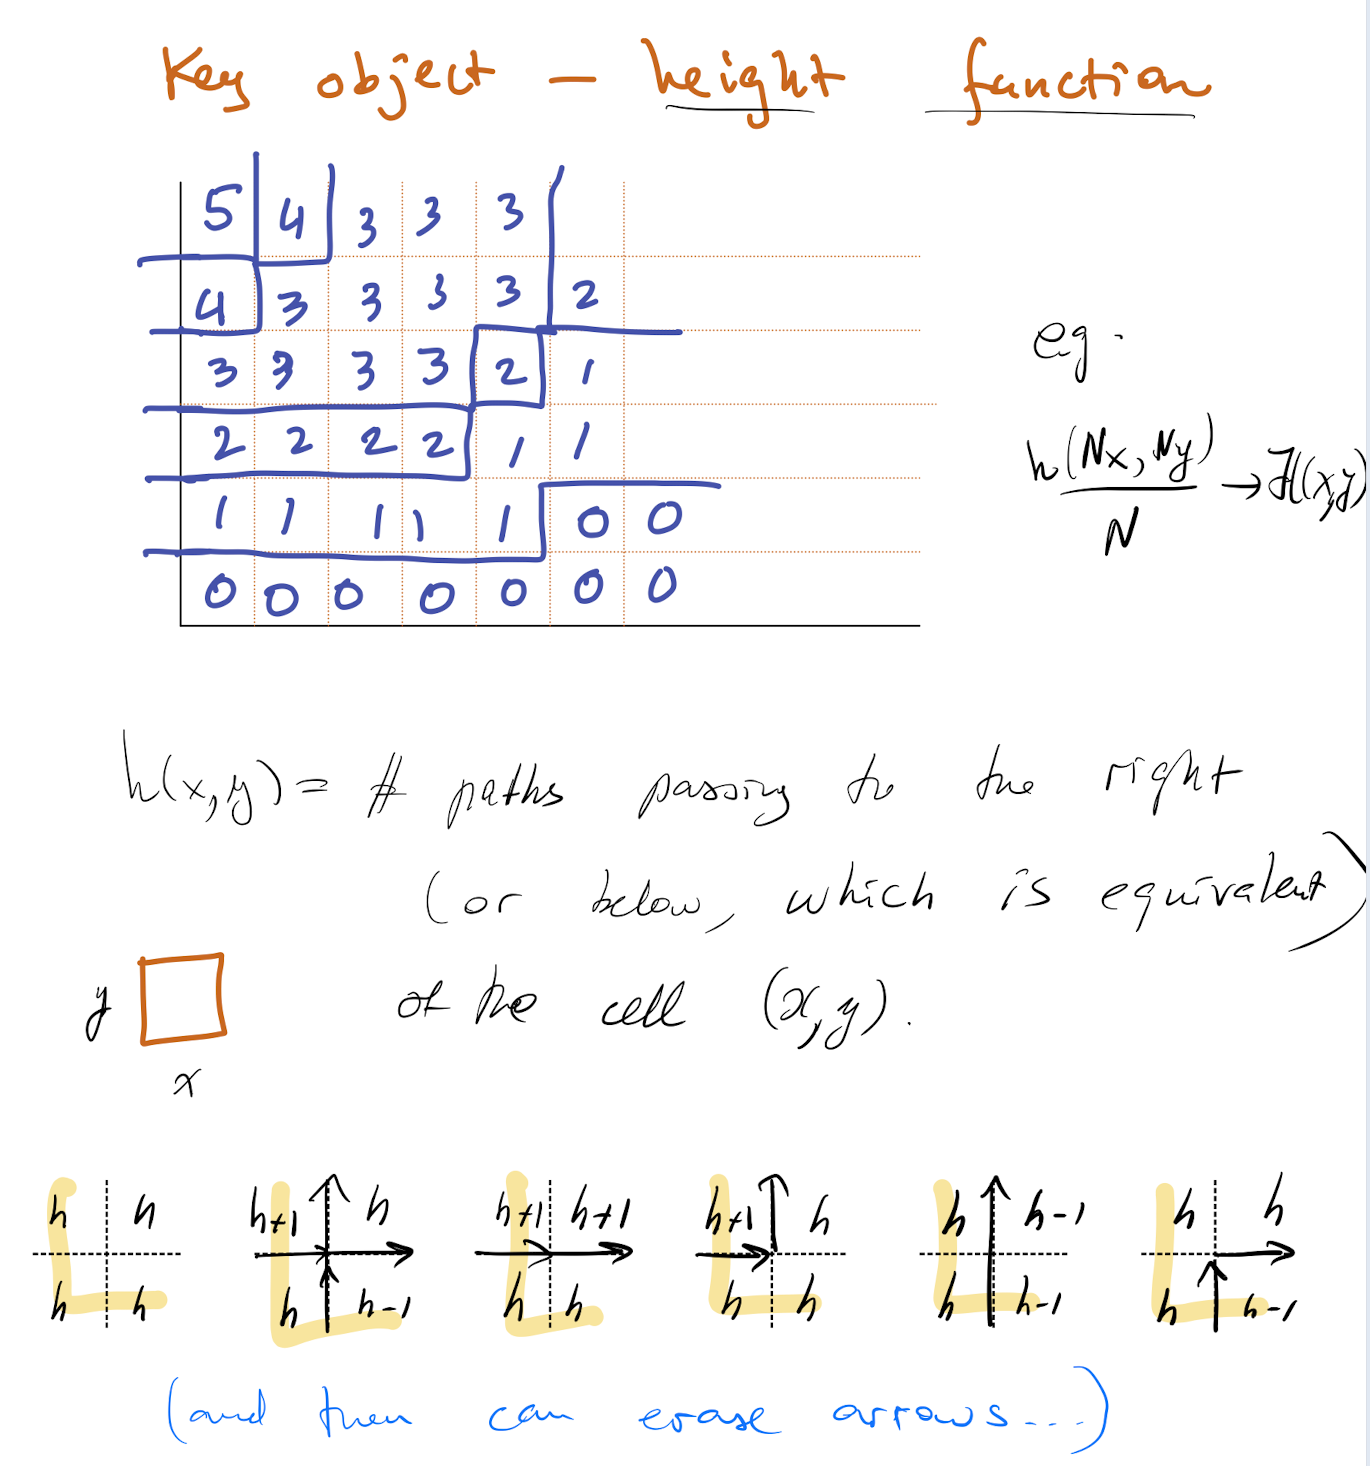 Key object — height function
5 4 3 3 3
4 3 3 3 3 2
3 3 3 3 2 1
2 2 2 2 1 1
1 1 1 1 1 0 0
0 0 0 0 0 0 0
eg.
h(Nx, Ny)
N
→ ℋ(x,y)
h(x,y) = # paths passing to the right
(or below, which is equivalent)
of the cell (x,y).
y
x
h h h+1 h h+1 h+1 h+1 h h h-1 h h
h h h h-1 h h h h h h-1 h h-1
(and then can erase arrows...)